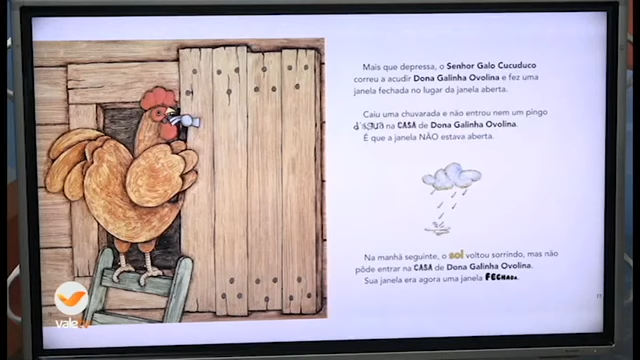 Mais que depressa, o Senhor Galo Cucuduco
correu a acudir Dona Galinha Ovolina e fez uma
janela fechada no lugar da janela aberta.
Caiu uma chuvarada e não entrou nem um pingo
d'água na CASA de Dona Galinha Ovolina.
É que a janela NÃO estava aberta.
Na manhã seguinte, o sol voltou sorrindo, mas não
pôde entrar na CASA de Dona Galinha Ovolina.
Sua janela era agora uma janela FECHADA.